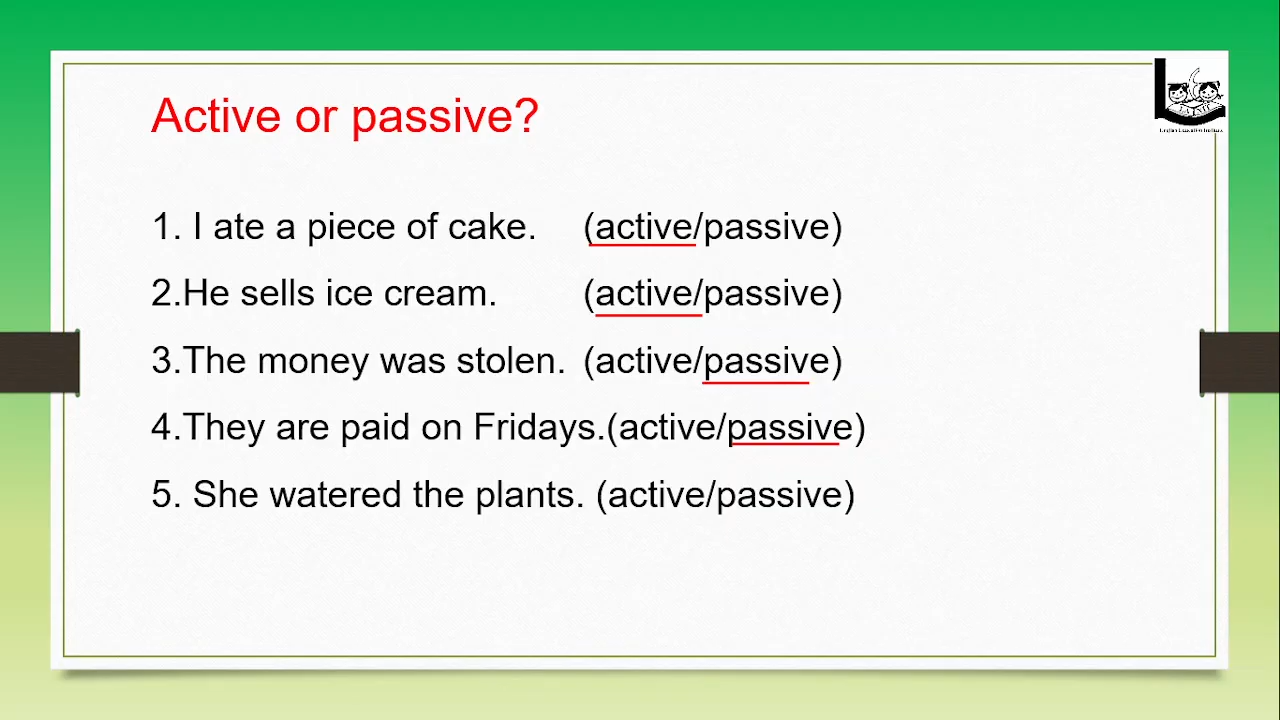 Active or passive?
1. I ate a piece of cake. (active/passive)
2.He sells ice cream. (active/passive)
3.The money was stolen. (active/passive)
4.They are paid on Fridays.(active/passive)
5. She watered the plants. (active/passive)